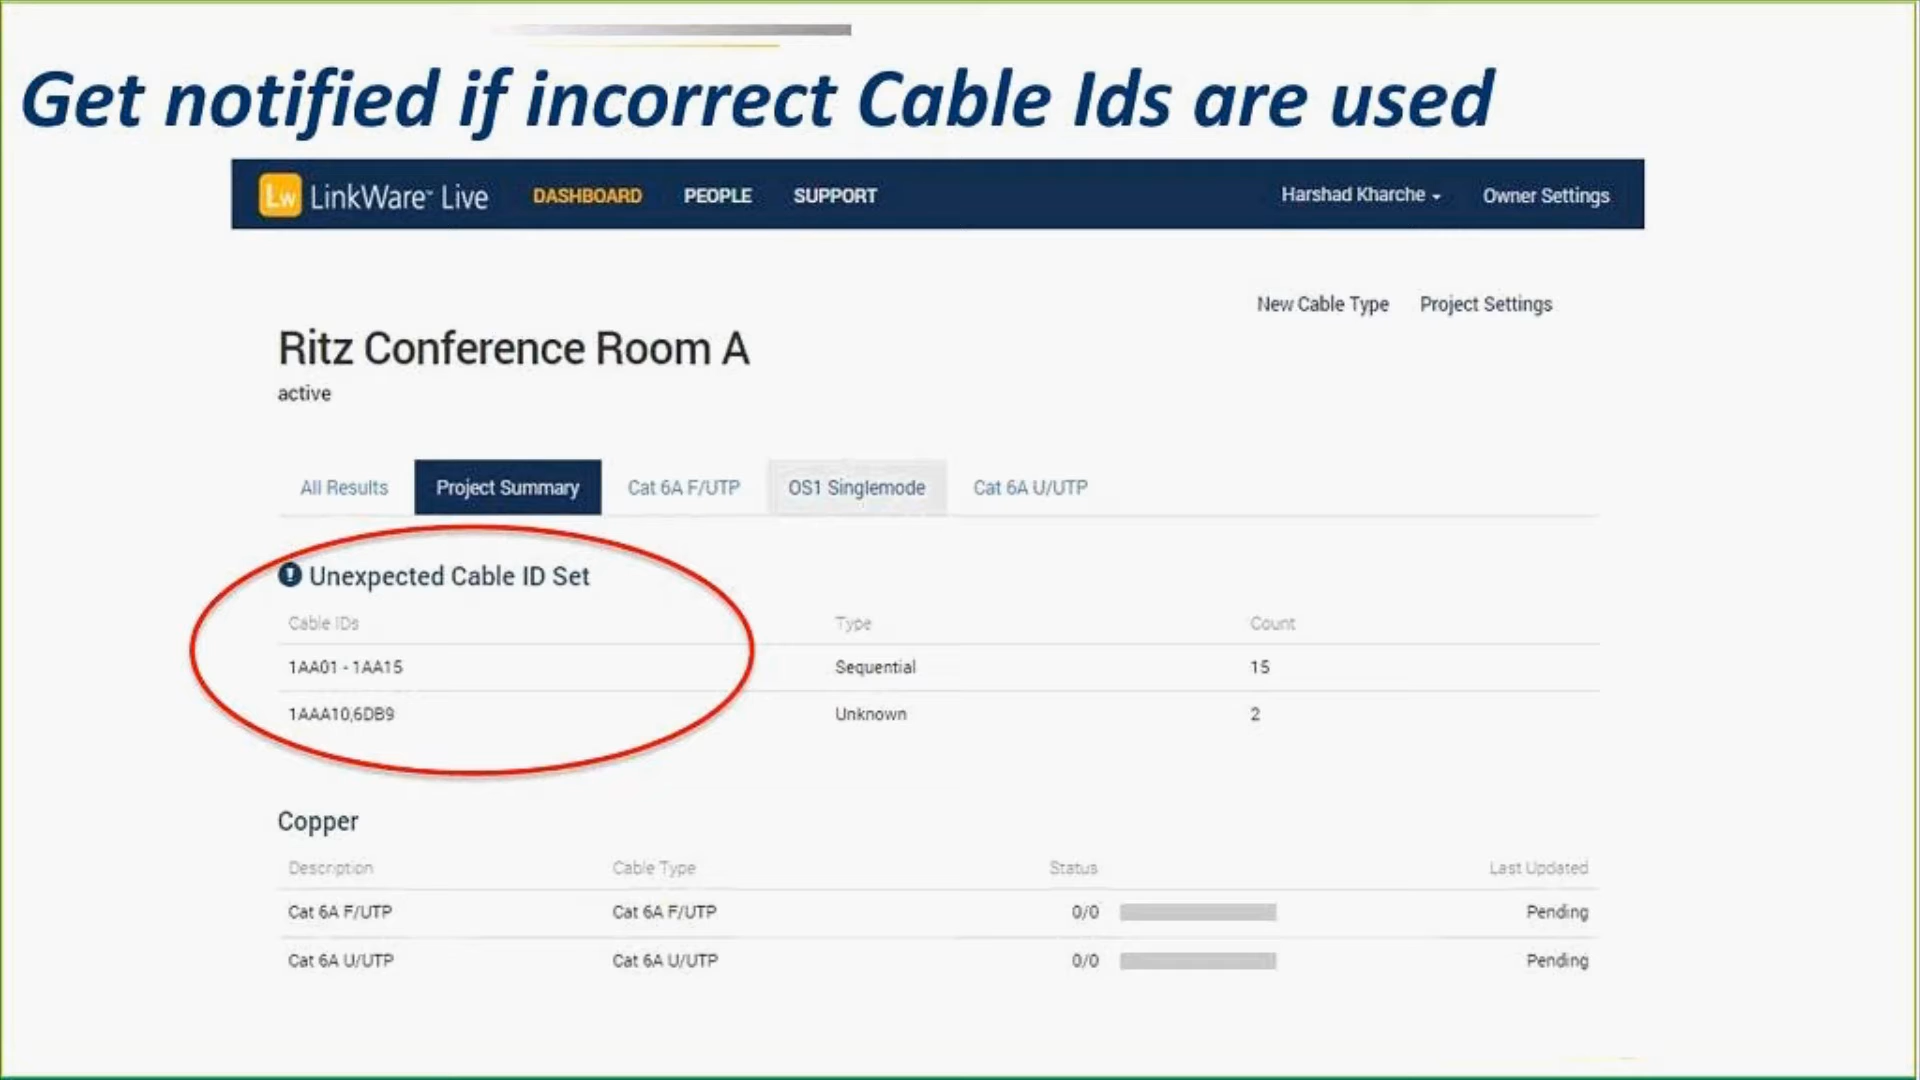 Get notified if incorrect Cable Ids are used
Lw LinkWare™ Live DASHBOARD PEOPLE SUPPORT Harshad Kharche Owner Settings
New Cable Type Project Settings
Ritz Conference Room A
active
All Results Project Summary Cat 6A F/UTP OS1 Singlemode Cat 6A U/UTP
Unexpected Cable ID Set
Cable IDs Type Count
1AA01 - 1AA15 Sequential 15
1AAA10,6DB9 Unknown 2
Copper
Description Cable Type Status Last Updated
Cat 6A F/UTP Cat 6A F/UTP 0/0 Pending
Cat 6A U/UTP Cat 6A U/UTP 0/0 Pending